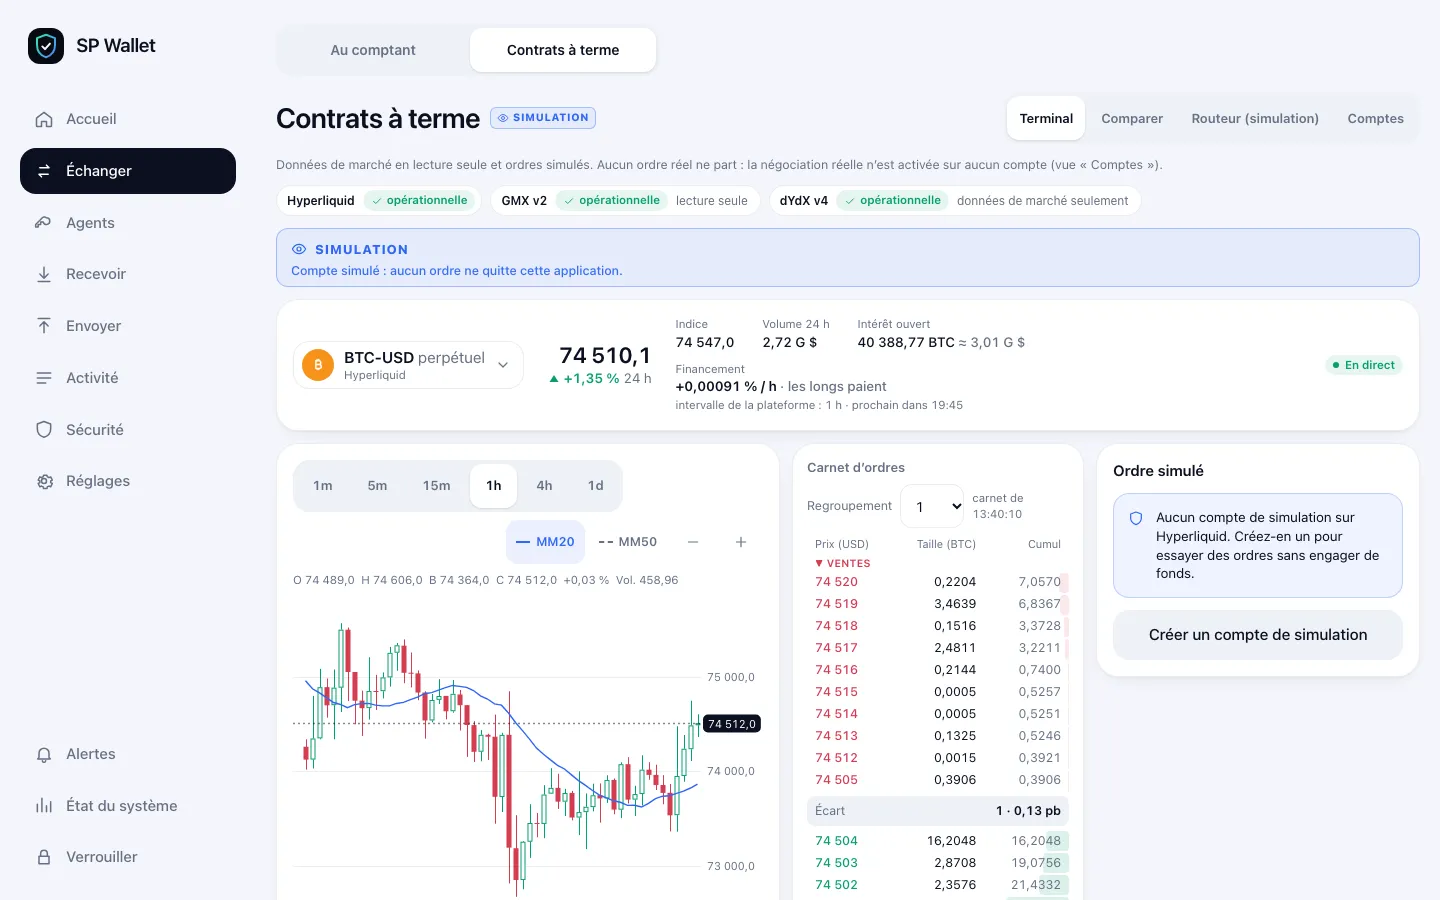 SP Wallet
Accueil
Échanger
Agents
Recevoir
Envoyer
Activité
Sécurité
Réglages
Alertes
État du système
Verrouiller
Au comptant
Contrats à terme
Contrats à terme
SIMULATION
Terminal
Comparer
Routeur (simulation)
Comptes
Données de marché en lecture seule et ordres simulés. Aucun ordre réel ne part : la négociation réelle n’est activée sur aucun compte (vue « Comptes »).
Hyperliquid opérationnelle
GMX v2 opérationnelle lecture seule
dYdX v4 opérationnelle données de marché seulement
SIMULATION
Compte simulé : aucun ordre ne quitte cette application.
BTC-USD perpétuel
Hyperliquid
74 510,1
▲ +1,35 % 24 h
Indice
74 547,0
Volume 24 h
2,72 G $
Intérêt ouvert
40 388,77 BTC ≈ 3,01 G $
Financement
+0,00091 % / h · les longs paient
intervalle de la plateforme : 1 h · prochain dans 19:45
En direct
1m 5m 15m 1h 4h 1d
MM20 MM50 − +
O 74 489,0 H 74 606,0 B 74 364,0 C 74 512,0 +0,03 % Vol. 458,96
75 000,0
74 512,0
74 000,0
73 000,0
Carnet d’ordres
Regroupement 1 carnet de
13:40:10
Prix (USD) Taille (BTC) Cumul
▼ VENTES
74 520 0,2204 7,0570
74 519 3,4639 6,8367
74 518 0,1516 3,3728
74 517 2,4811 3,2211
74 516 0,2144 0,7400
74 515 0,0005 0,5257
74 514 0,0005 0,5251
74 513 0,1325 0,5246
74 512 0,0015 0,3921
74 505 0,3906 0,3906
Écart 1 · 0,13 pb
74 504 16,2048 16,2048
74 503 2,8708 19,0756
74 502 2,3576 21,4332
Ordre simulé
Aucun compte de simulation sur
Hyperliquid. Créez-en un pour
essayer des ordres sans engager de
fonds.
Créer un compte de simulation